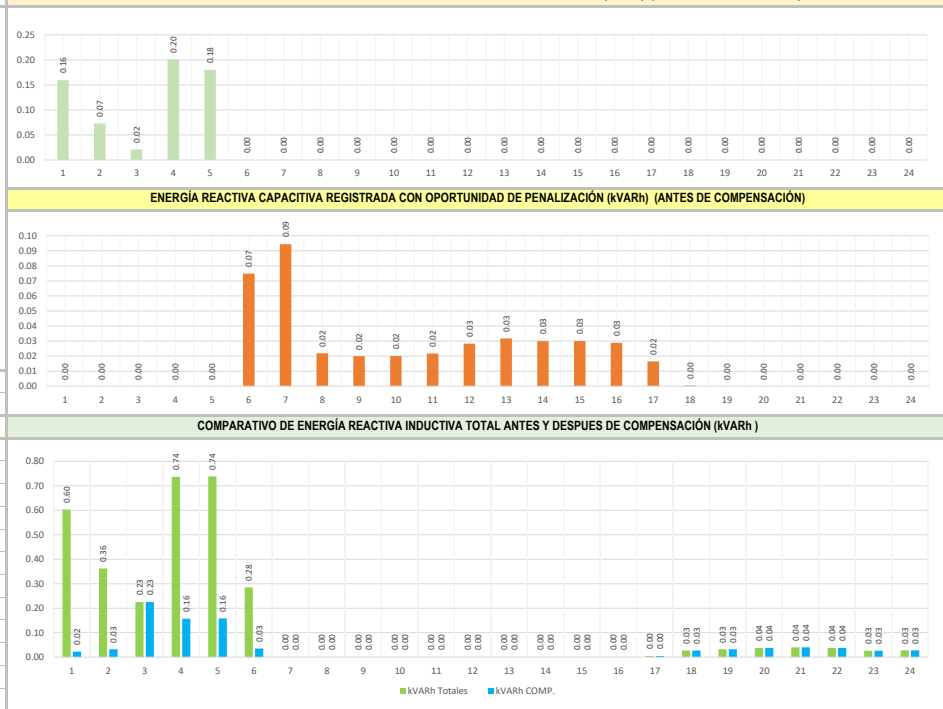 0.25
0.20
0.15
0.10
0.05
0.00
0.16 0.07 0.02 0.20 0.18 0.00 0.00 0.00 0.00 0.00 0.00 0.00 0.00 0.00 0.00 0.00 0.00 0.00 0.00 0.00 0.00 0.00 0.00 0.00
1 2 3 4 5 6 7 8 9 10 11 12 13 14 15 16 17 18 19 20 21 22 23 24
ENERGÍA REACTIVA CAPACITIVA REGISTRADA CON OPORTUNIDAD DE PENALIZACIÓN (kVARh) (ANTES DE COMPENSACIÓN)
0.10
0.09
0.08
0.07
0.06
0.05
0.04
0.03
0.02
0.01
0.00
0.00 0.00 0.00 0.00 0.00 0.07 0.09 0.02 0.02 0.02 0.02 0.03 0.03 0.03 0.03 0.03 0.02 0.00 0.00 0.00 0.00 0.00 0.00 0.00
1 2 3 4 5 6 7 8 9 10 11 12 13 14 15 16 17 18 19 20 21 22 23 24
COMPARATIVO DE ENERGÍA REACTIVA INDUCTIVA TOTAL ANTES Y DESPUES DE COMPENSACIÓN (kVARh )
0.80
0.70
0.60
0.50
0.40
0.30
0.20
0.10
0.00
0.60 0.02 0.36 0.03 0.23 0.23 0.74 0.16 0.74 0.16 0.28 0.03 0.00 0.00 0.00 0.00 0.00 0.00 0.00 0.00 0.00 0.00 0.00 0.00 0.00 0.00 0.00 0.00 0.00 0.00 0.00 0.00 0.00 0.00 0.03 0.03 0.03 0.03 0.04 0.04 0.04 0.04 0.04 0.04 0.03 0.03 0.03 0.03
1 2 3 4 5 6 7 8 9 10 11 12 13 14 15 16 17 18 19 20 21 22 23 24
kVARh Totales kVARh COMP.